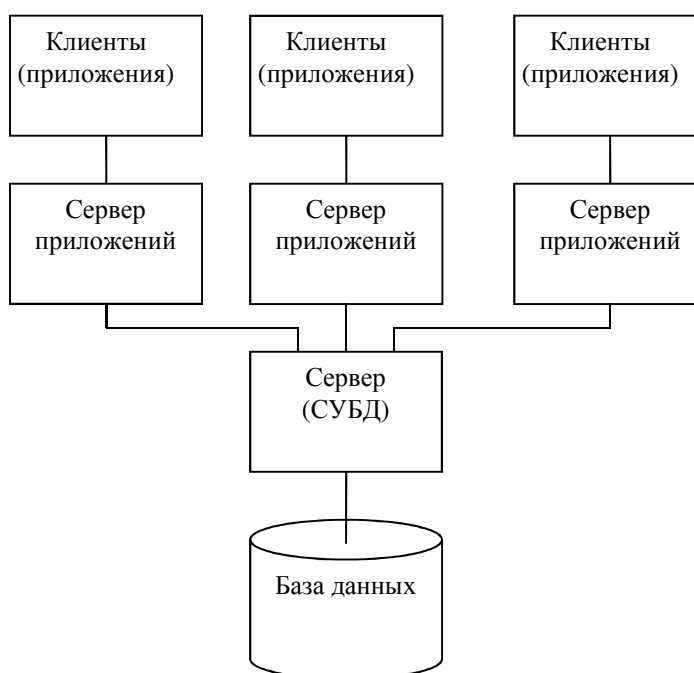 Клиенты
(приложения)
Клиенты
(приложения)
Клиенты
(приложения)
Сервер
приложений
Сервер
приложений
Сервер
приложений
Сервер
(СУБД)
База данных